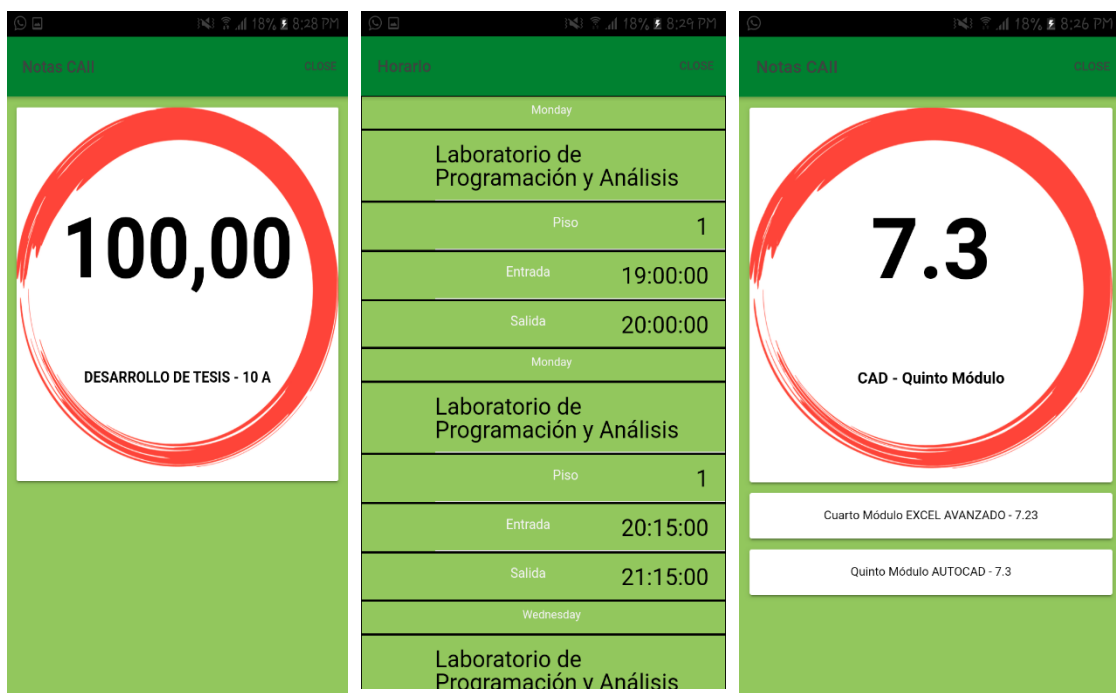 18% 8:28 PM
Notas CAII
CLOSE
100,00
DESARROLLO DE TESIS - 10 A
18% 8:29 PM
Horario
CLOSE
Monday
Laboratorio de
Programación y Análisis
Piso
1
Entrada
19:00:00
Salida
20:00:00
Monday
Laboratorio de
Programación y Análisis
Piso
1
Entrada
20:15:00
Salida
21:15:00
Wednesday
Laboratorio de
Programación y Análisis
18% 8:26 PM
Notas CAII
CLOSE
7.3
CAD - Quinto Módulo
Cuarto Módulo EXCEL AVANZADO - 7.23
Quinto Módulo AUTOCAD - 7.3